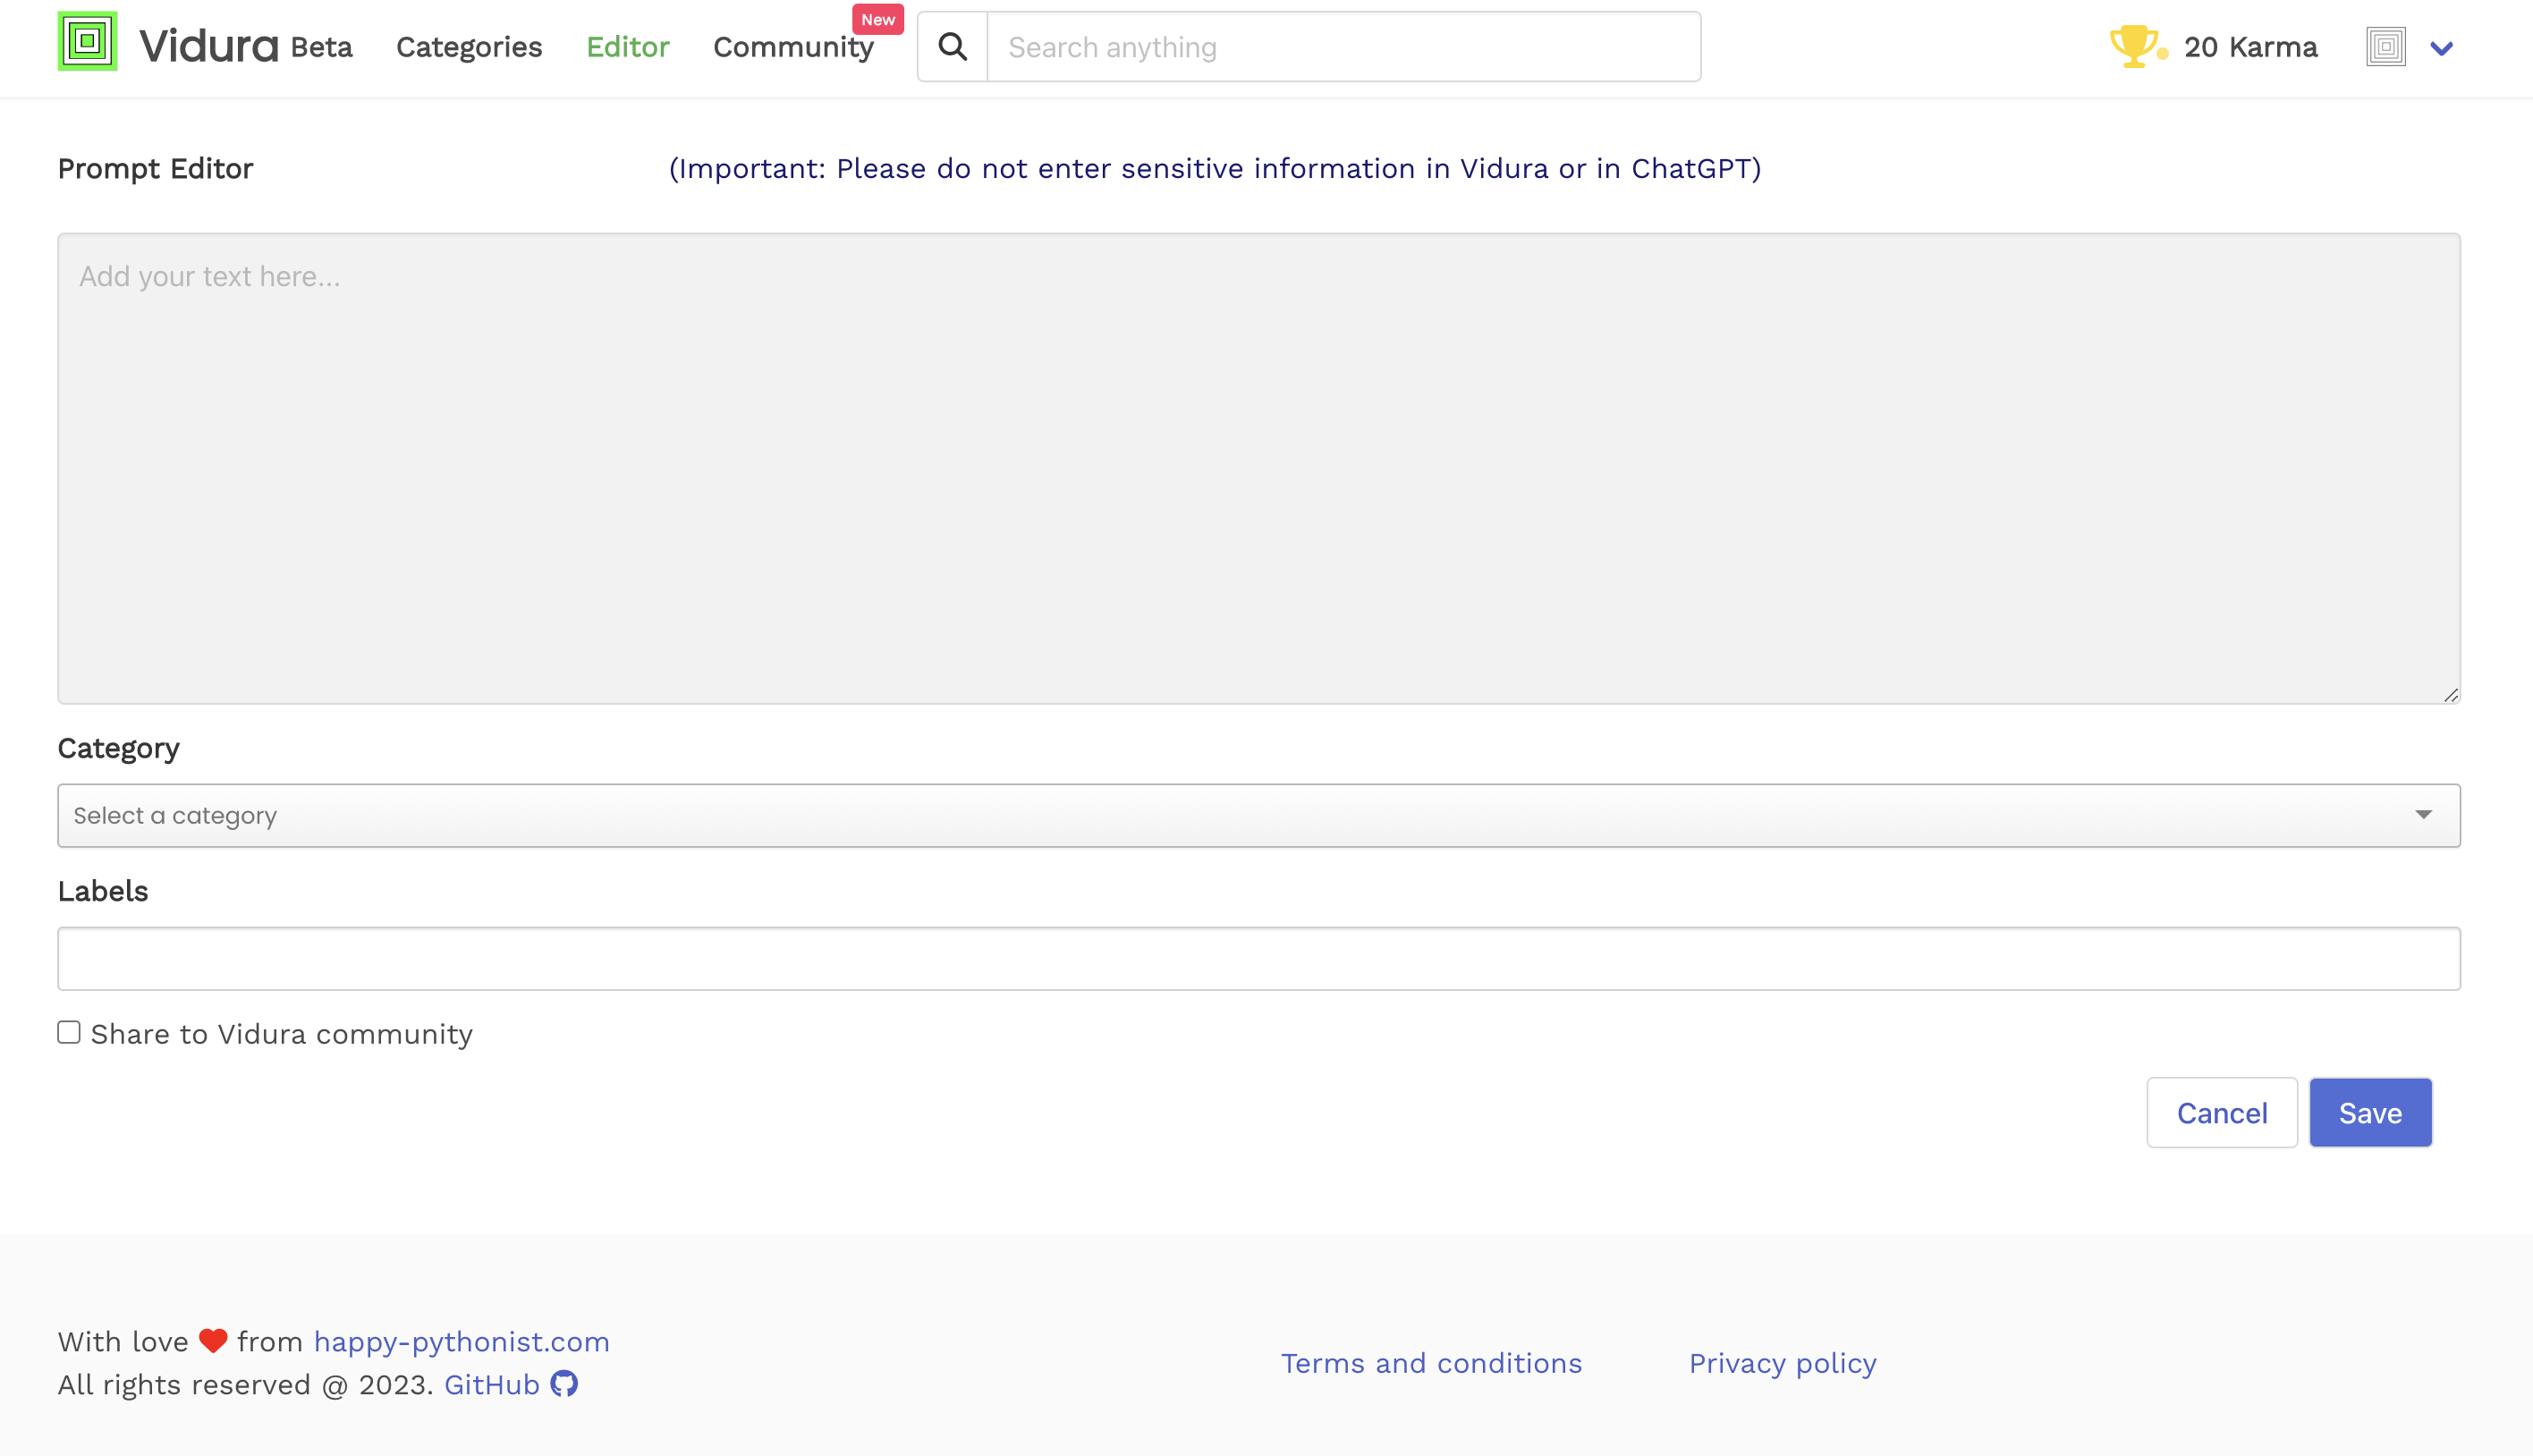 Vidura Beta Categories Editor Community New Search anything 20 Karma
Prompt Editor (Important: Please do not enter sensitive information in Vidura or in ChatGPT)
Add your text here...
Category
Select a category
Labels
Share to Vidura community
Cancel Save
With love from happy-pythonist.com
All rights reserved @ 2023. GitHub
Terms and conditions Privacy policy